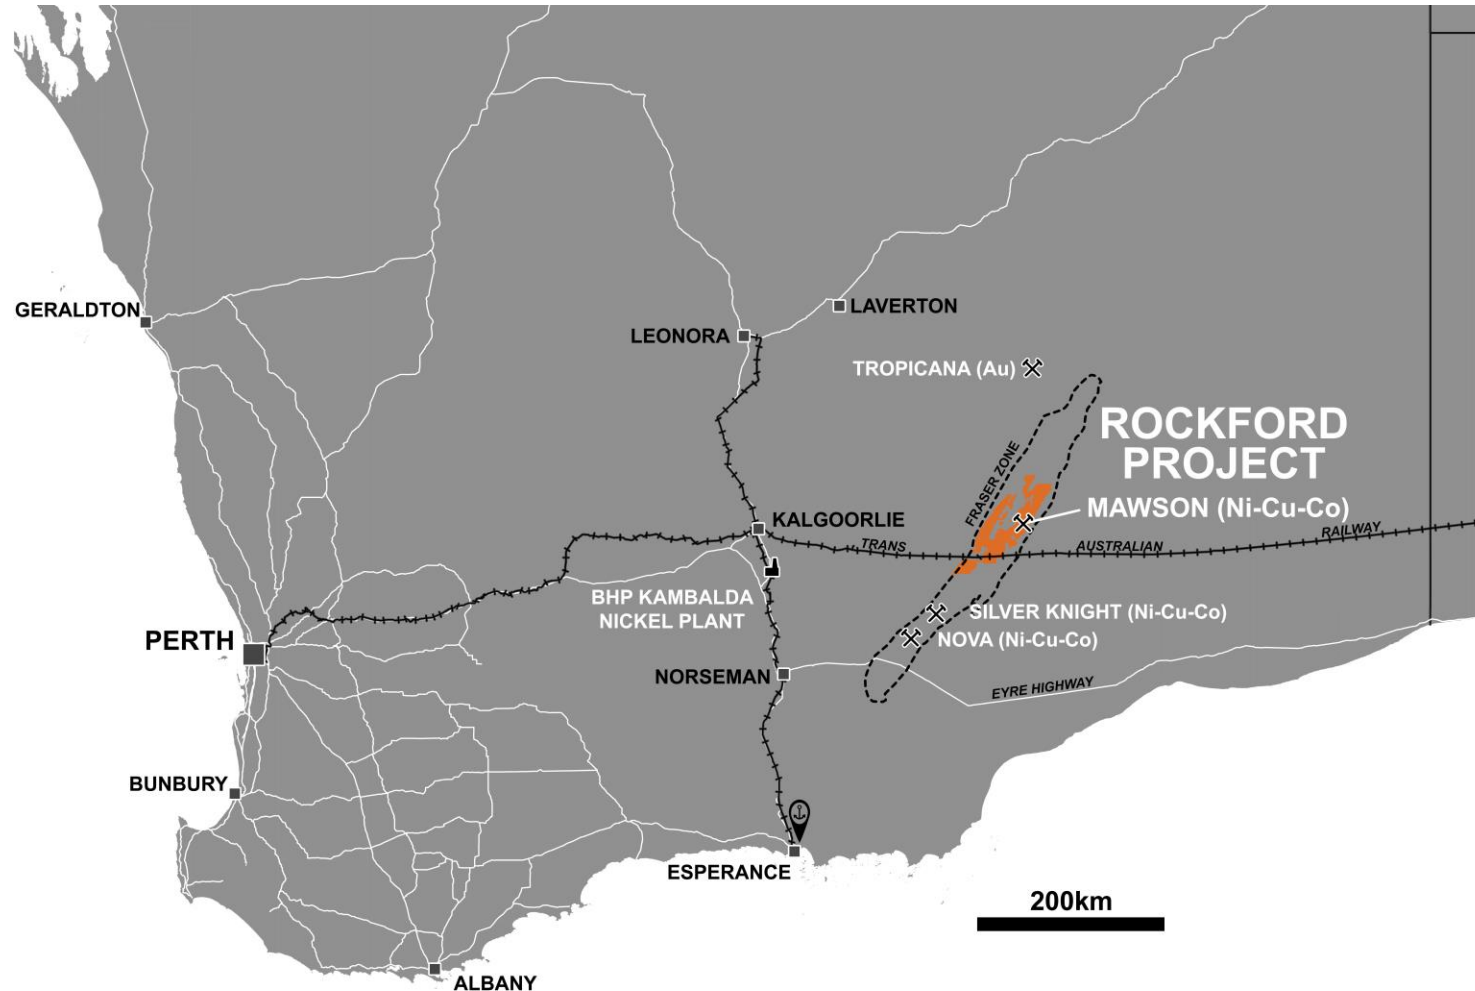 GERALDTON
LEONORA
LAVERTON
TROPICANA (Au)
ROCKFORD
PROJECT
FRASER ZONE
MAWSON (Ni-Cu-Co)
KALGOORLIE
TRANS
AUSTRALIAN
RAILWAY
BHP KAMBALDA
NICKEL PLANT
SILVER KNIGHT (Ni-Cu-Co)
NOVA (Ni-Cu-Co)
PERTH
NORSEMAN
EYRE HIGHWAY
BUNBURY
ESPERANCE
200km
ALBANY